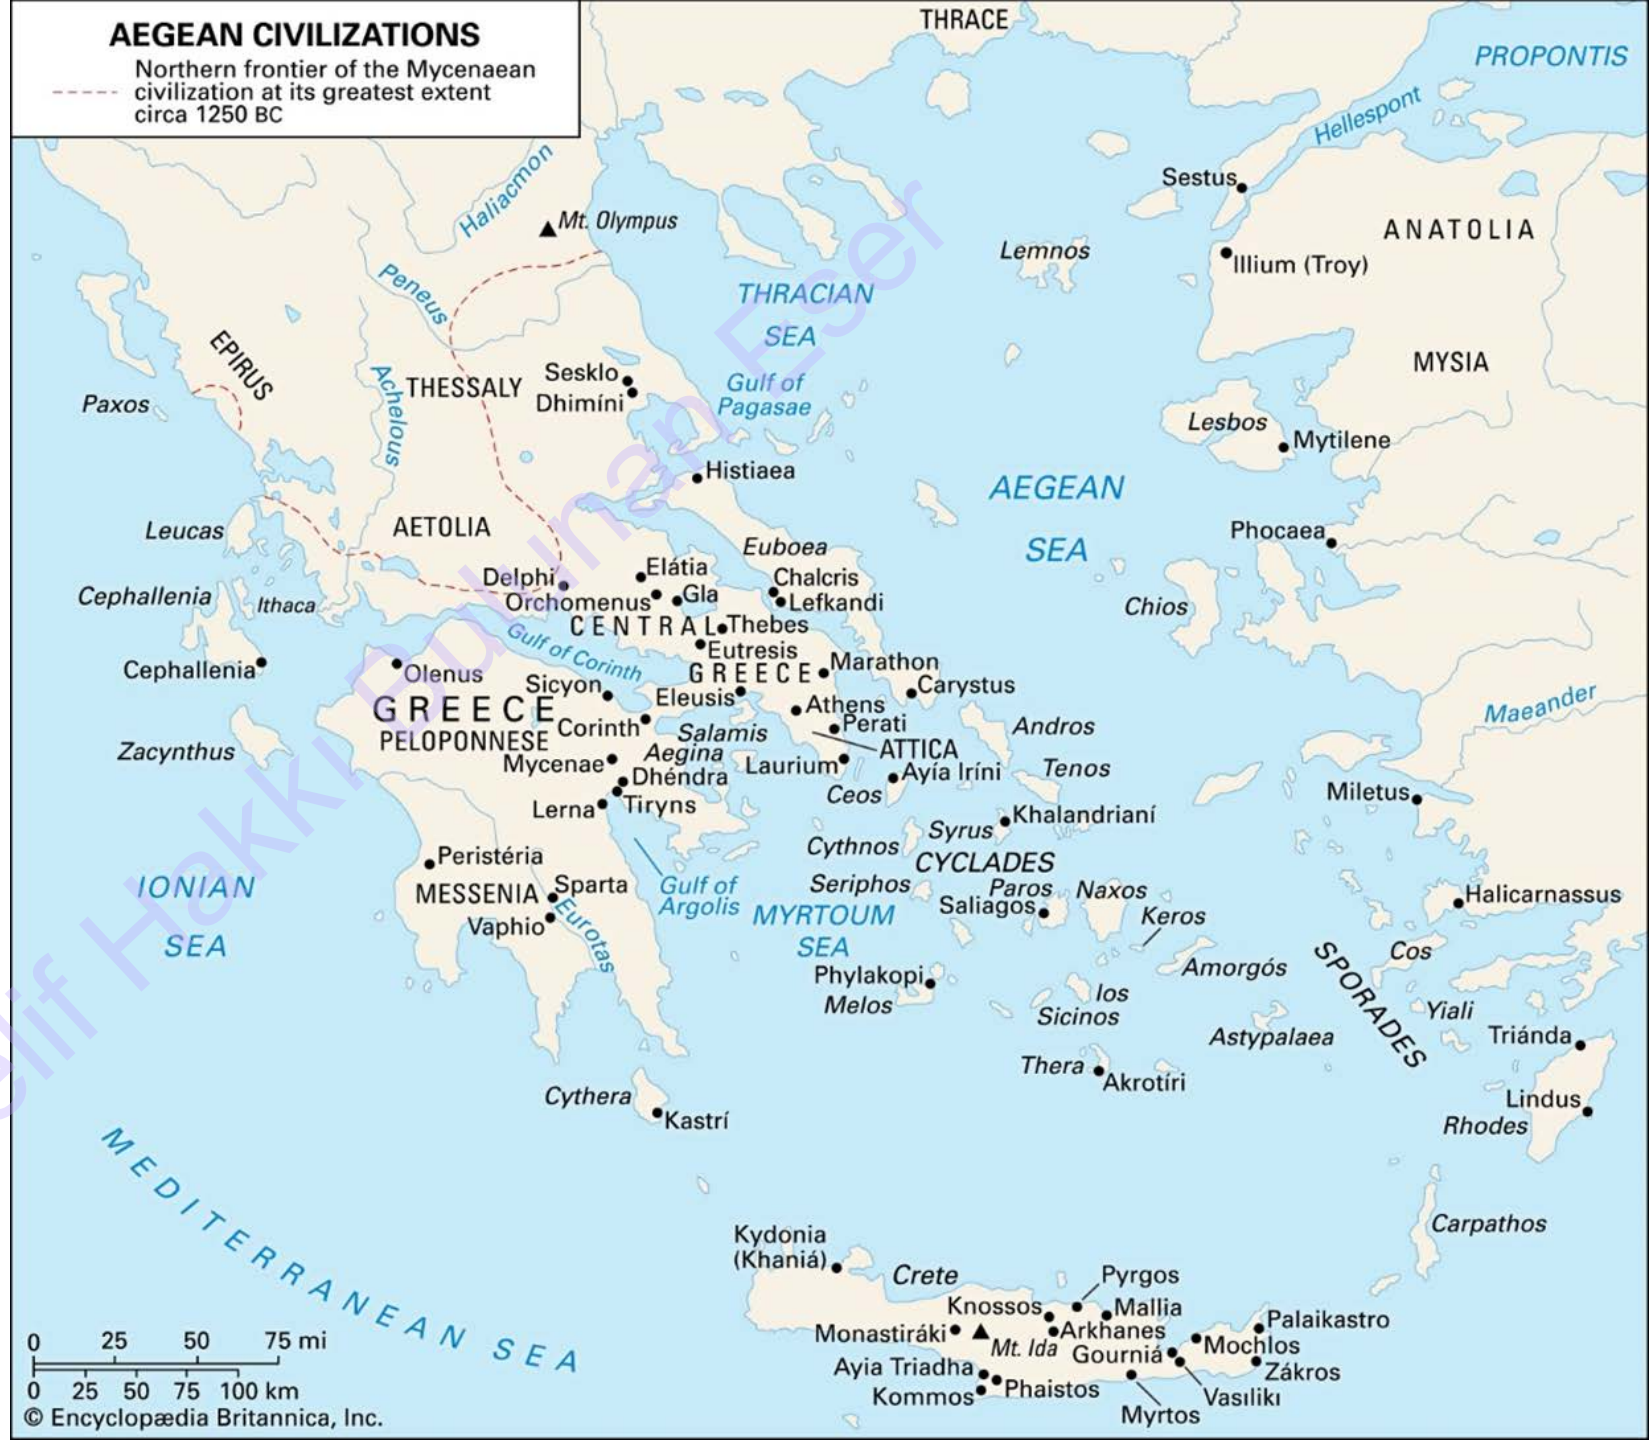 AEGEAN CIVILIZATIONS
Northern frontier of the Mycenaean
civilization at its greatest extent
circa 1250 BC
THRACE
PROPONTIS
Hellespont
Haliacmon
Sestus
Mt. Olympus
ANATOLIA
Lemnos
Illium (Troy)
Peneus
THRACIAN
SEA
EPIRUS
MYSIA
Achelous
THESSALY
Sesklo
Dhimíni
Gulf of
Pagasae
Paxos
Lesbos
Mytilene
Histiaea
AEGEAN
SEA
Leucas
AETOLIA
Phocaea
Euboea
Delphi
Elátia
Chalcris
Cephallenia
Ithaca
Orchomenus
Gla
Lefkandi
Chios
CENTRAL
Thebes
Gulf of Corinth
Eutresis
GREECE
Marathon
Cephallenia
Olenus
Sicyon
Eleusis
Carystus
GREECE
Athens
Maeander
PELOPONNESE
Corinth
Salamis
Perati
Andros
Zacynthus
Mycenae
Aegina
ATTICA
Laurium
Ayía Iríni
Tenos
Dhéndra
Ceos
Miletus
Lerna
Tiryns
Khalandrianí
Syrus
Cythnos
Peristéria
CYCLADES
IONIAN
SEA
MESSENIA
Sparta
Gulf of
Argolis
Seriphos
Paros
Naxos
Halicarnassus
Saliagos
Vaphio
Eurotas
MYRTOUM
SEA
Keros
Cos
Amorgós
SPORADES
Phylakopi
Melos
Ios
Sicinos
Yiali
Astypalaea
Triánda
Thera
Akrotíri
Cythera
Kastrí
Lindus
Rhodes
MEDITERRANEAN SEA
Carpathos
Kydonia
(Khaniá)
Crete
Pyrgos
Knossos
Mallia
Palaikastro
Monastiráki
Mt. Ida
Arkhanes
Mochlos
Gourniá
Ayia Triadha
Zákros
Kommos
Phaistos
Vasiliki
Myrtos
0 25 50 75 mi
0 25 50 75 100 km
© Encyclopædia Britannica, Inc.
elif Hakkı Bulunan Eser